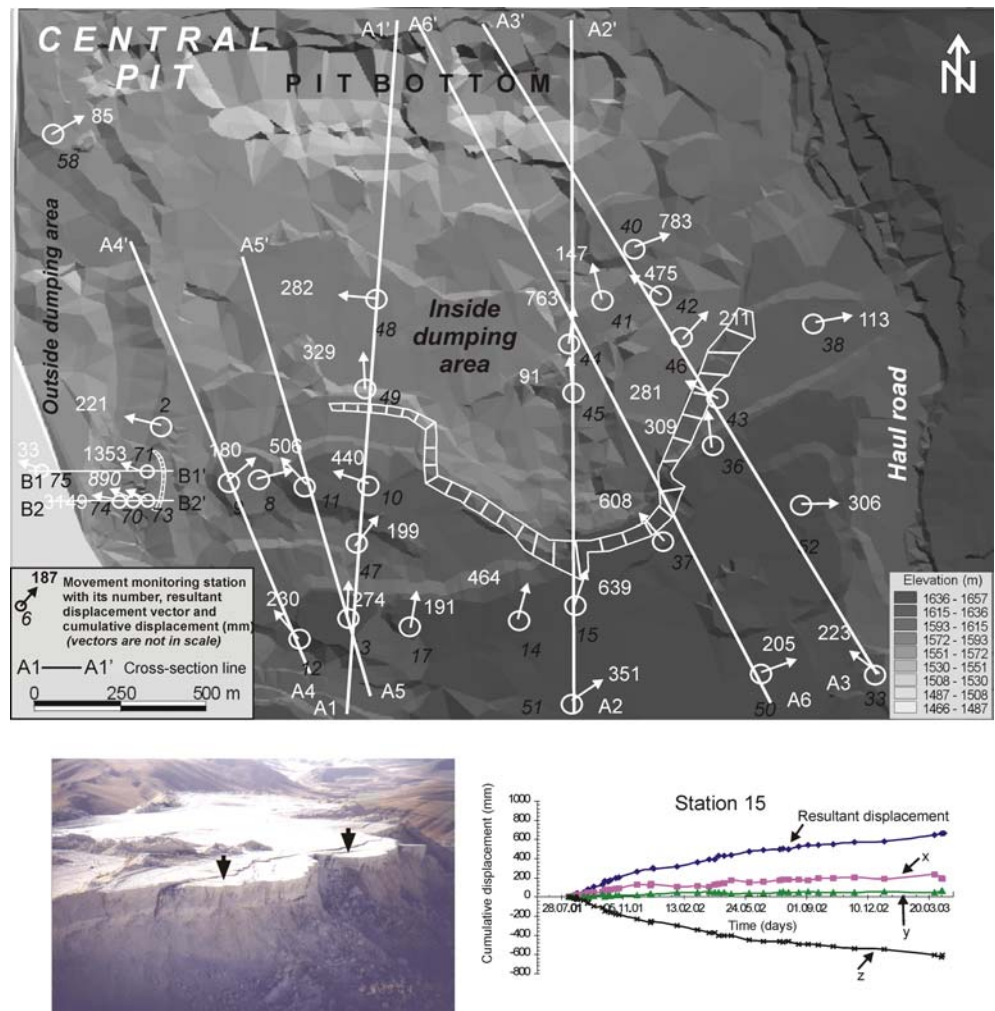 CENTRAL
PIT
PIT BOTTOM
A1'
A6'
A3'
A2'
N
85
58
Outside dumping area
A4'
A5'
40
783
147
475
282
763
42
41
48
Inside
dumping
area
211
113
46
38
44
329
91
281
49
45
43
Haul road
221
2
309
36
33
1353
71
180
506
440
B1
75
B1'
890
3149
B2
74
70
73
B2'
9
8
11
10
608
306
52
199
37
47
464
639
187
6
Movement monitoring station
with its number, resultant
displacement vector and
cumulative displacement (mm)
(vectors are not in scale)
A1 A1' Cross-section line
0 250 500 m
230
274
191
12
3
17
14
15
205
223
A4
A5
A1
351
51
A2
50
A6
A3
33
Elevation (m)
1636 - 1657
1615 - 1636
1593 - 1615
1572 - 1593
1551 - 1572
1530 - 1551
1508 - 1530
1487 - 1508
1466 - 1487
Station 15
Cumulative displacement (mm)
1000
800
600
400
200
0
-200
-400
-600
-800
Resultant displacement
x
y
z
28.07.01
05.11.01
13.02.02
24.05.02
01.09.02
10.12.02
20.03.03
Time (days)